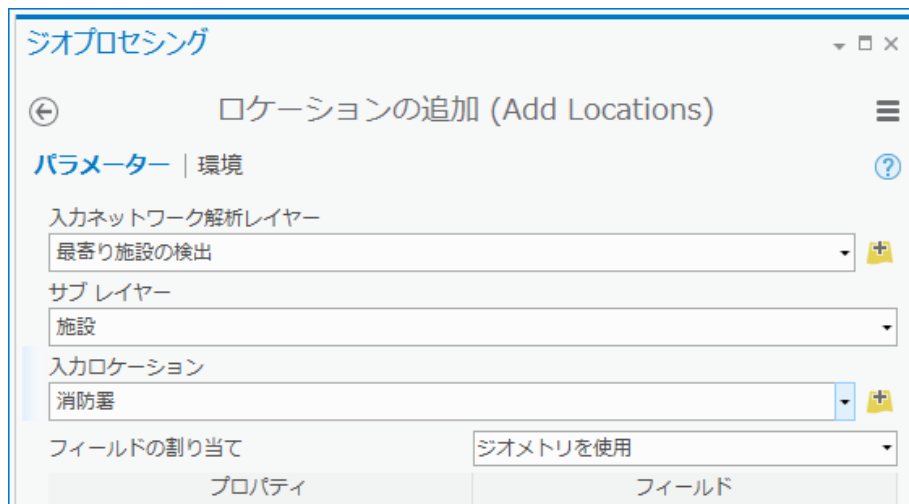 ジオプロセシング
ロケーションの追加 (Add Locations)
パラメーター | 環境
入力ネットワーク解析レイヤー
最寄り施設の検出
サブ レイヤー
施設
入力ロケーション
消防署
フィールドの割り当て ジオメトリを使用
プロパティ フィールド